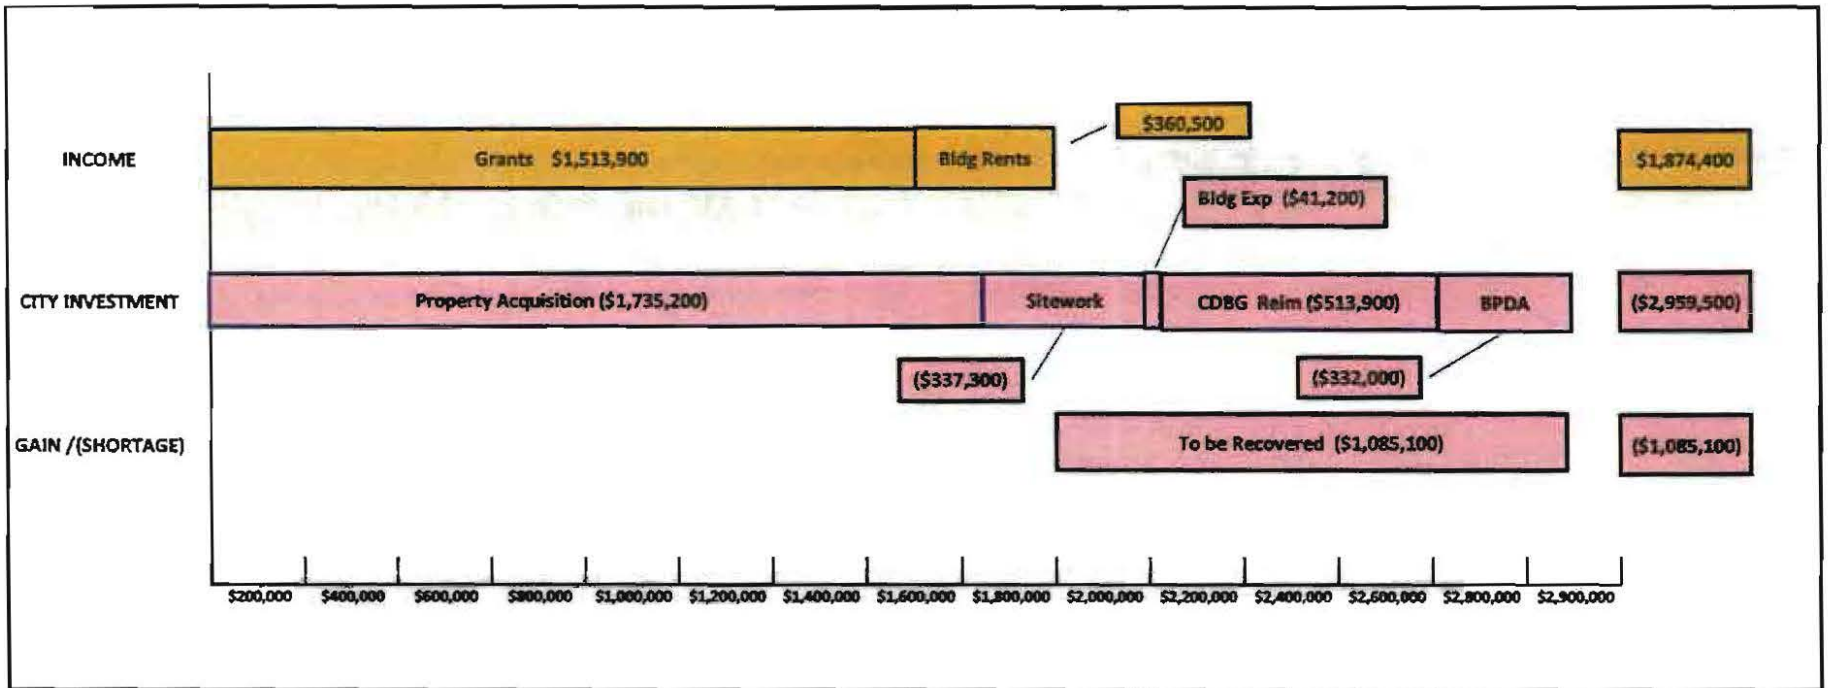 $360,500
INCOME Grants $1,513,900 Bldg Rents $1,874,400
Bldg Exp ($41,200)
CITY INVESTMENT Property Acquisition ($1,735,200) Sitework CDBG Reim ($513,900) BPDA ($2,959,500)
($337,300) ($332,000)
GAIN /(SHORTAGE) To be Recovered ($1,085,100) ($1,085,100)
$200,000 $400,000 $600,000 $800,000 $1,000,000 $1,200,000 $1,400,000 $1,600,000 $1,800,000 $2,000,000 $2,200,000 $2,400,000 $2,600,000 $2,800,000 $2,900,000